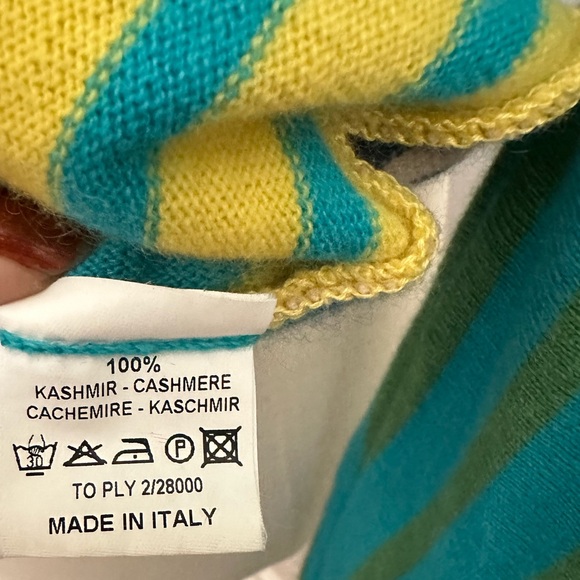 100%
KASHMIR - CASHMERE
CACHEMIRE - KASCHMIR
30 P
TO PLY 2/28000
MADE IN ITALY